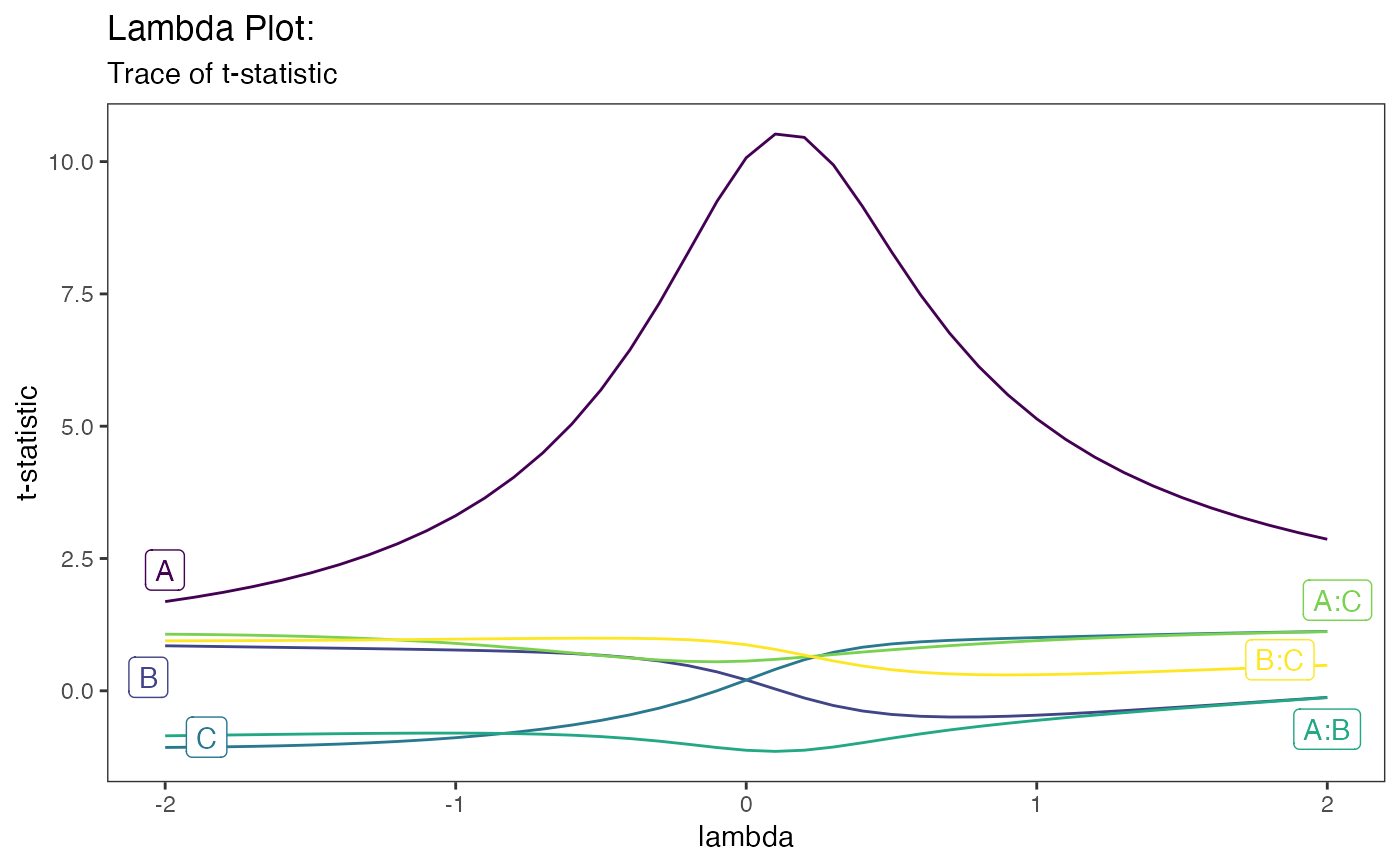 Lambda Plot:
Trace of t-statistic
10.0
7.5
5.0
2.5
0.0
t-statistic
A
B
C
A:C
B:C
A:B
-2 -1 0 1 2
lambda